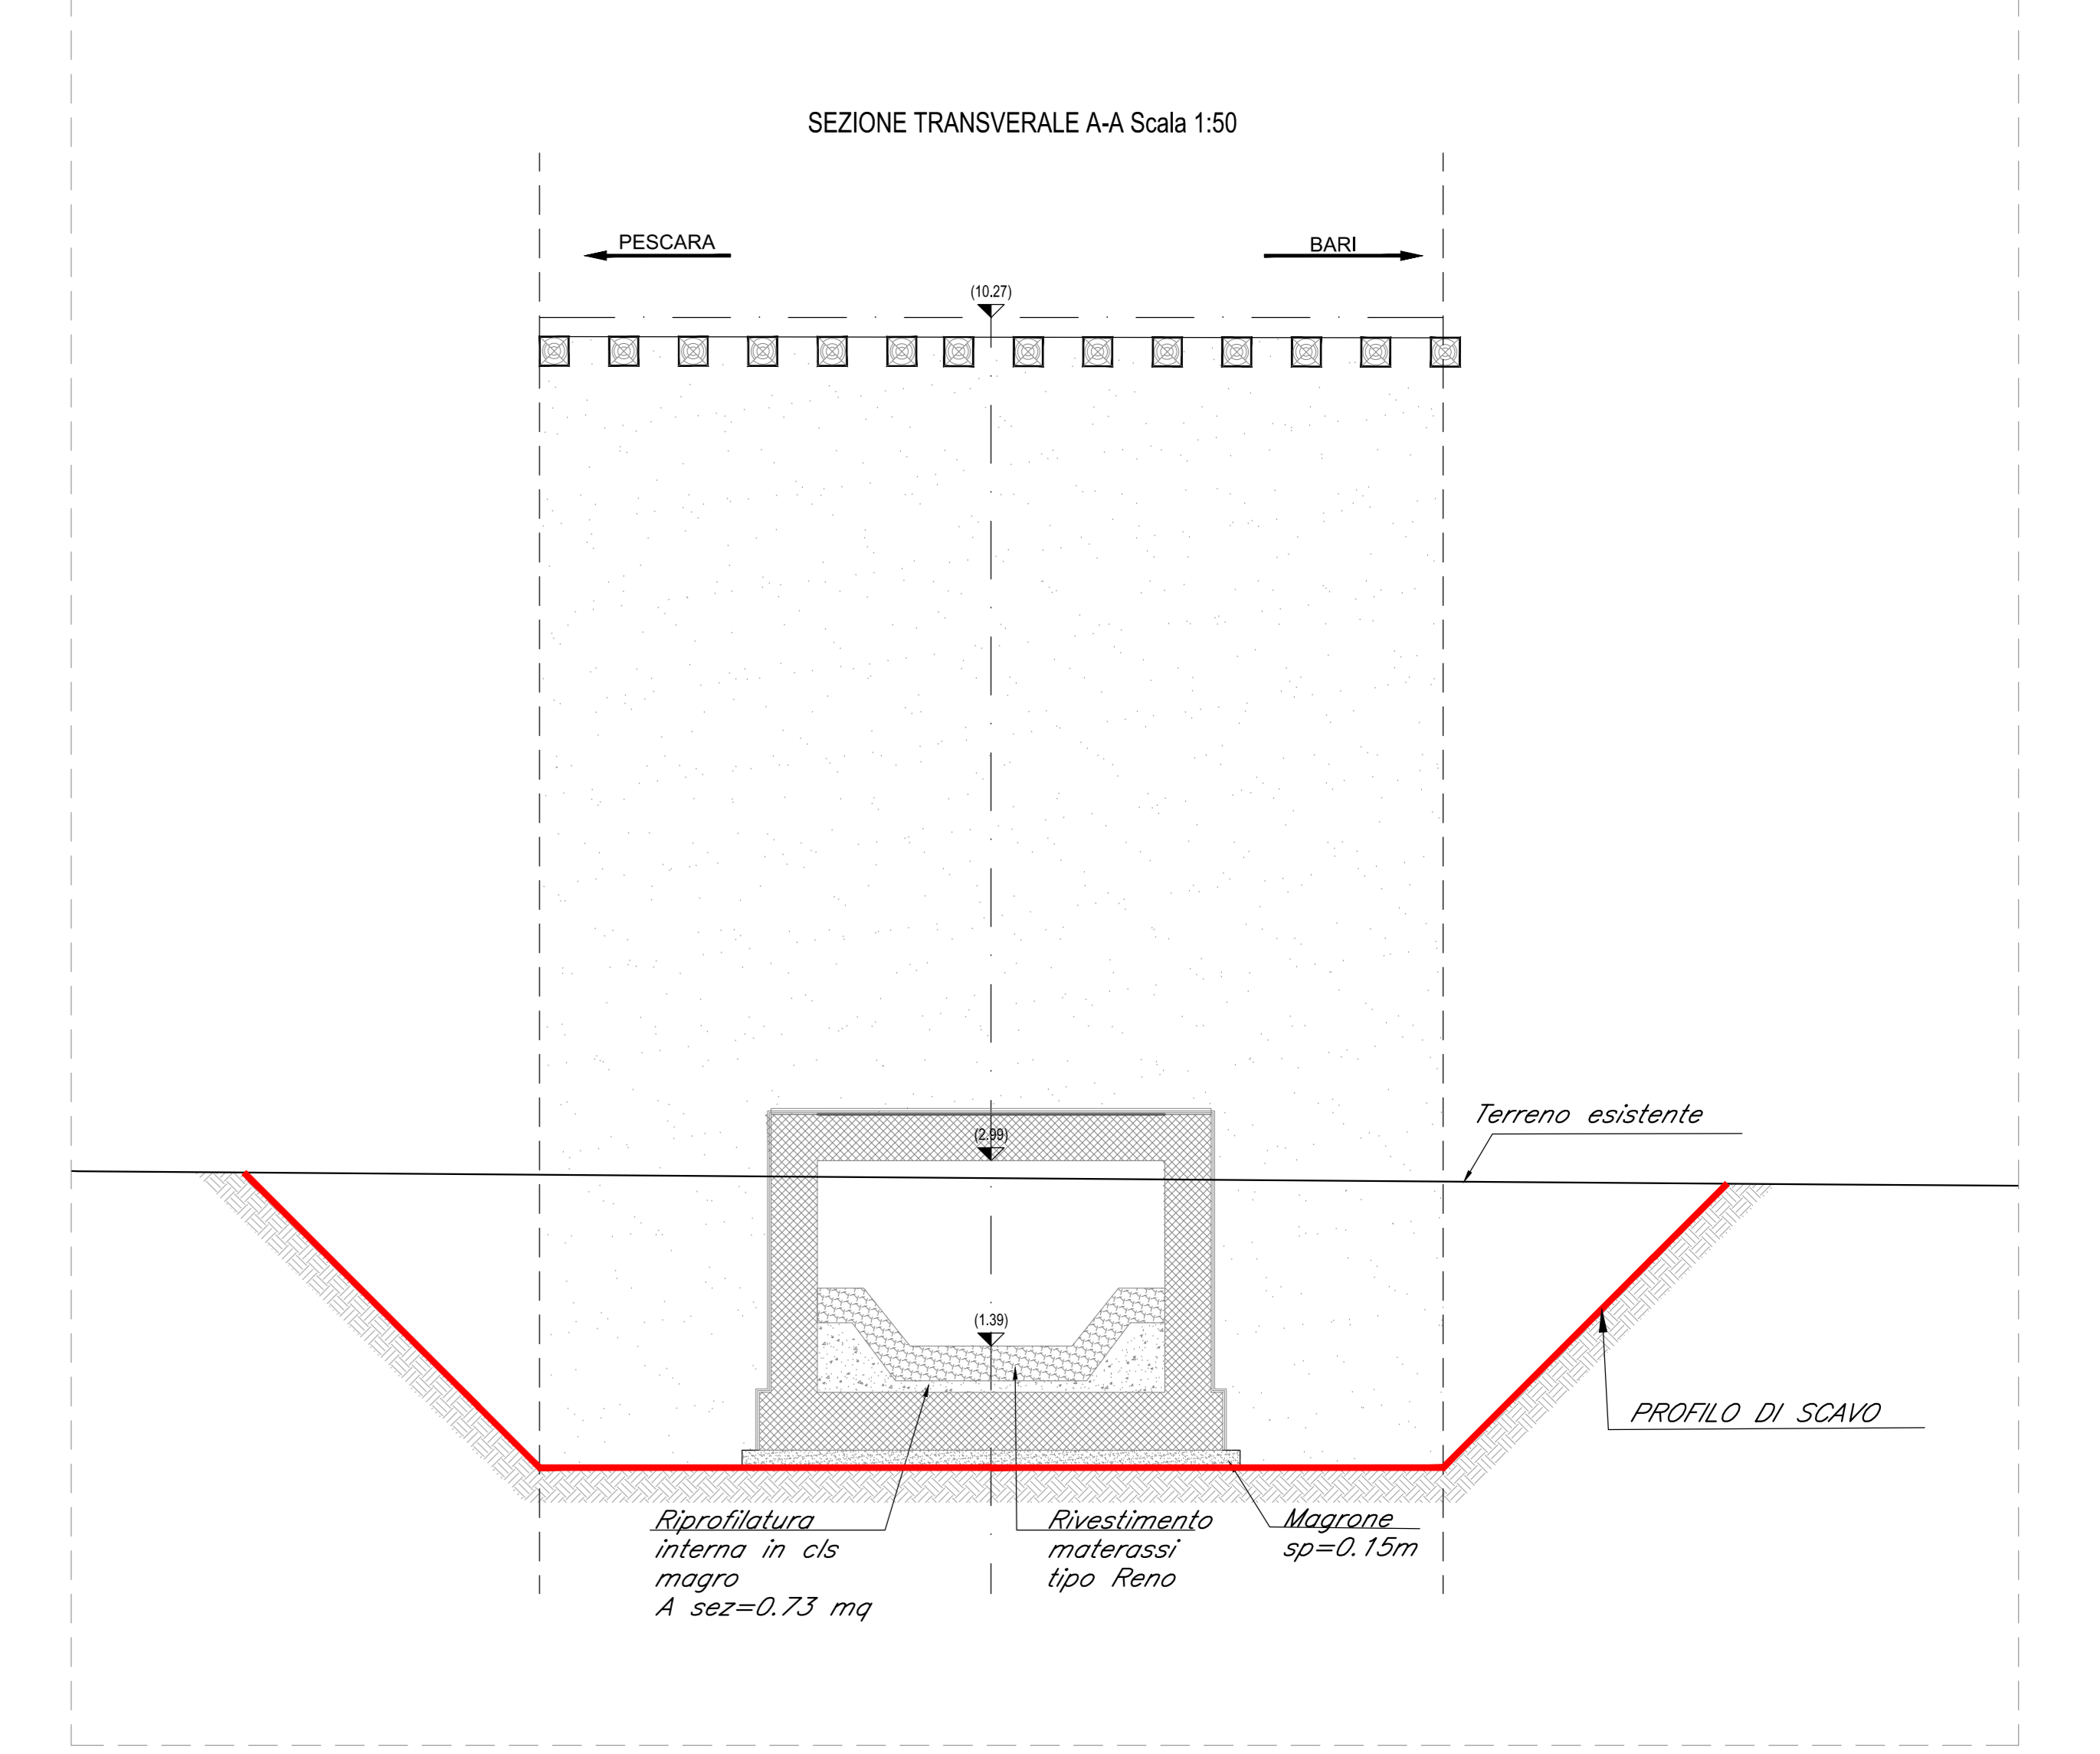 SEZIONE TRANSVERALE A-A Scala 1:50
PESCARA
BARI
(10.27)
Terreno esistente
(2.99)
(1.39)
PROFILO DI SCAVO
Riprofilatura
interna in cls
magro
A sez=0.73 mq
Rivestimento
materassi
tipo Reno
Magrone
sp=0.15m